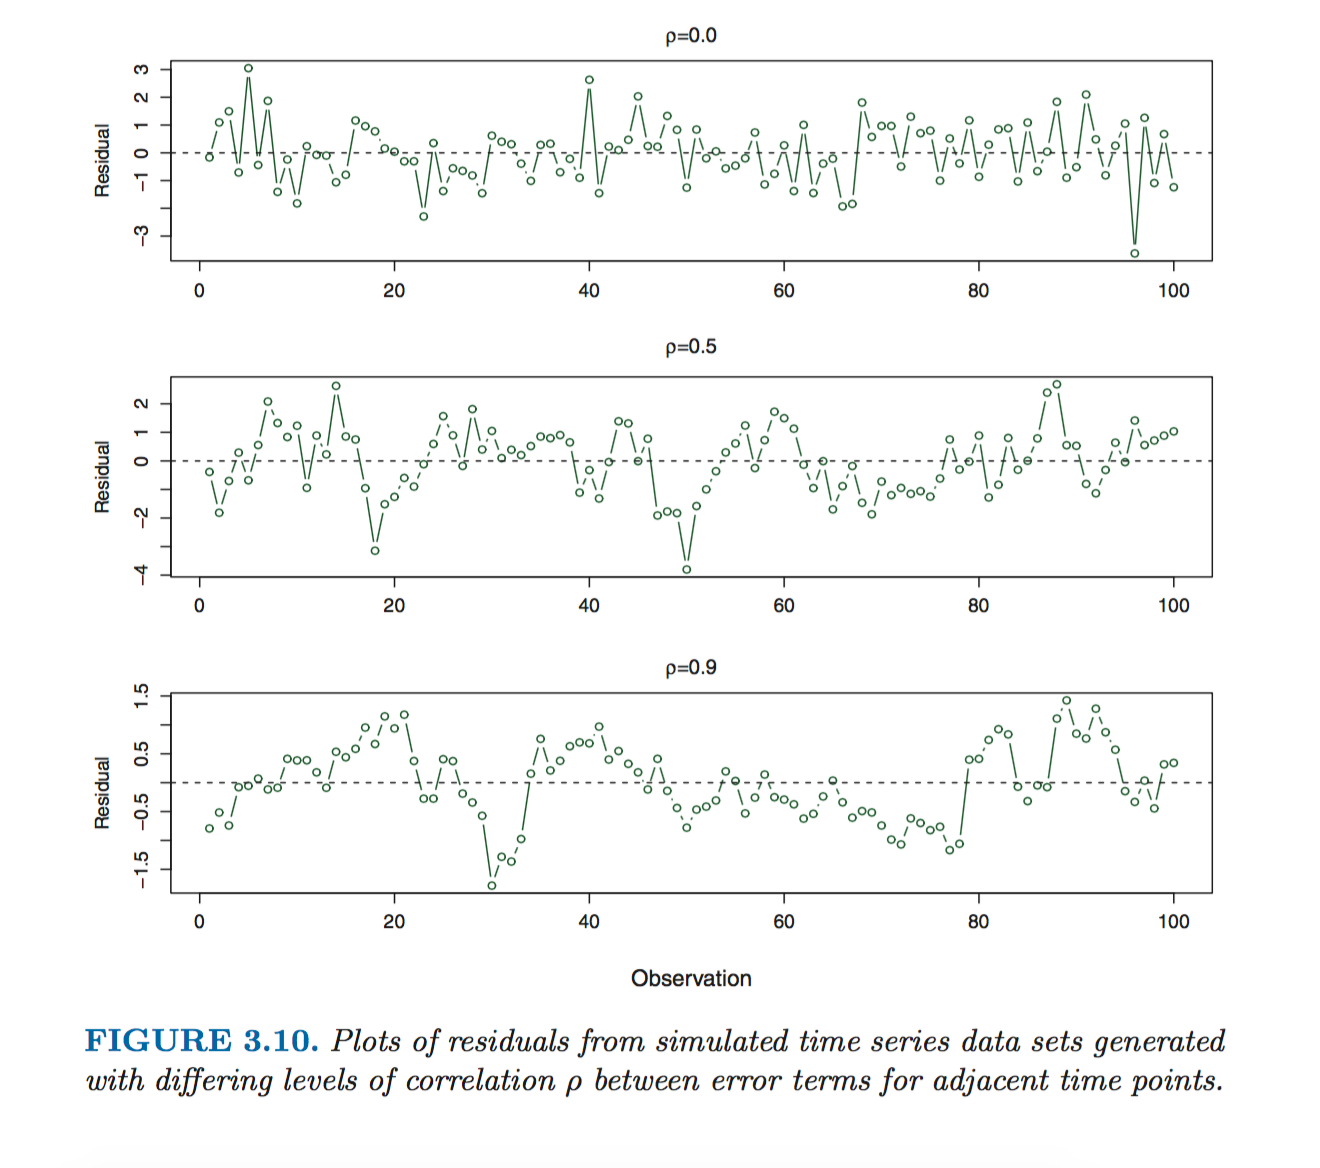 ρ=0.0
Residual
3
2
1
0
−1
−3
0 20 40 60 80 100
ρ=0.5
Residual
2
1
0
−2
−4
0 20 40 60 80 100
ρ=0.9
Residual
1.5
0.5
−0.5
−1.5
0 20 40 60 80 100
Observation
FIGURE 3.10. Plots of residuals from simulated time series data sets generated
with differing levels of correlation ρ between error terms for adjacent time points.